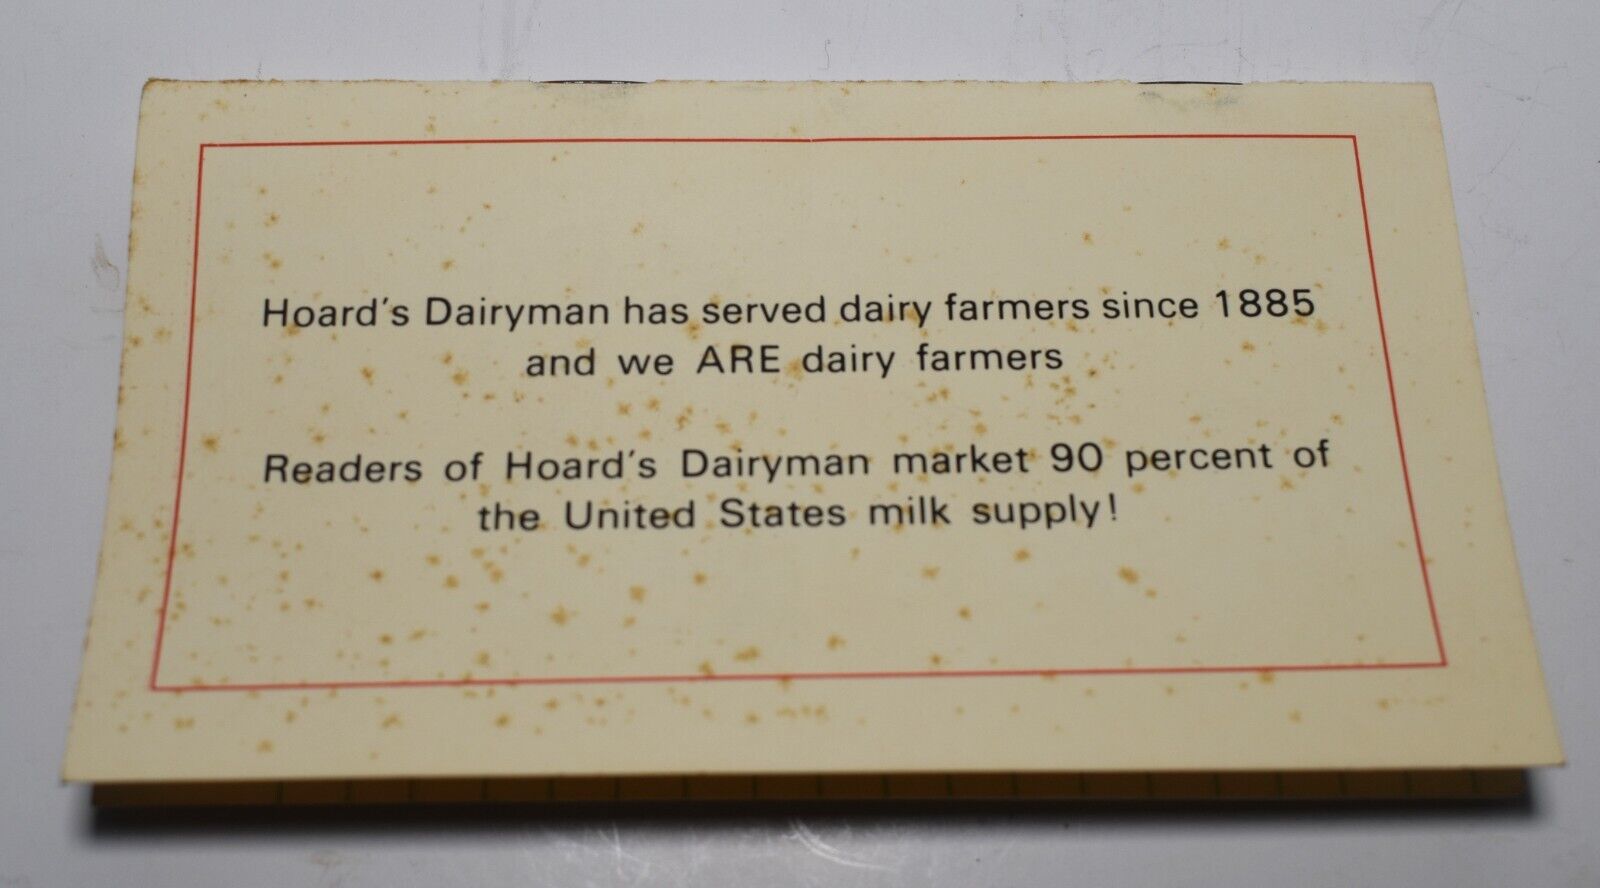 Hoard's Dairyman has served dairy farmers since 1885
and we ARE dairy farmers
Readers of Hoard's Dairyman market 90 percent of
the United States milk supply!